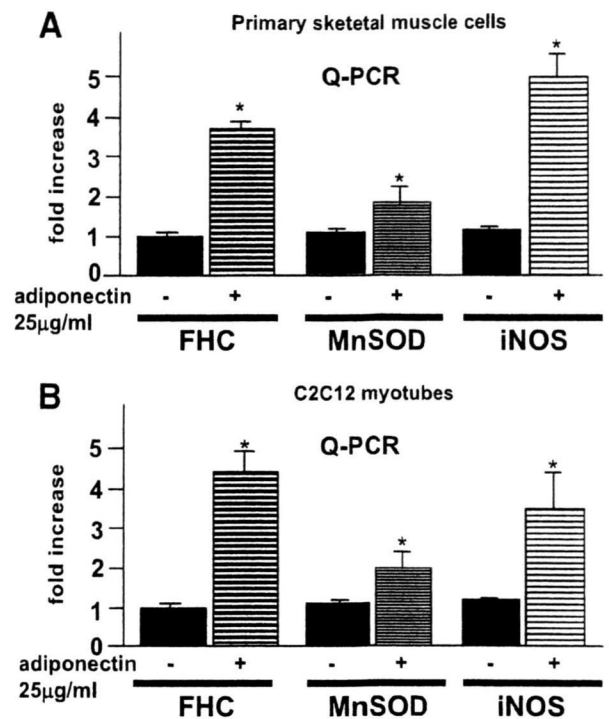 A
Primary sketetal muscle cells
Q-PCR
fold increase
5
4
3
2
1
0
* * *
adiponectin - + - + - +
25µg/ml
FHC MnSOD iNOS
B
C2C12 myotubes
Q-PCR
fold increase
5
4
3
2
1
0
* * *
adiponectin - + - + - +
25µg/ml
FHC MnSOD iNOS